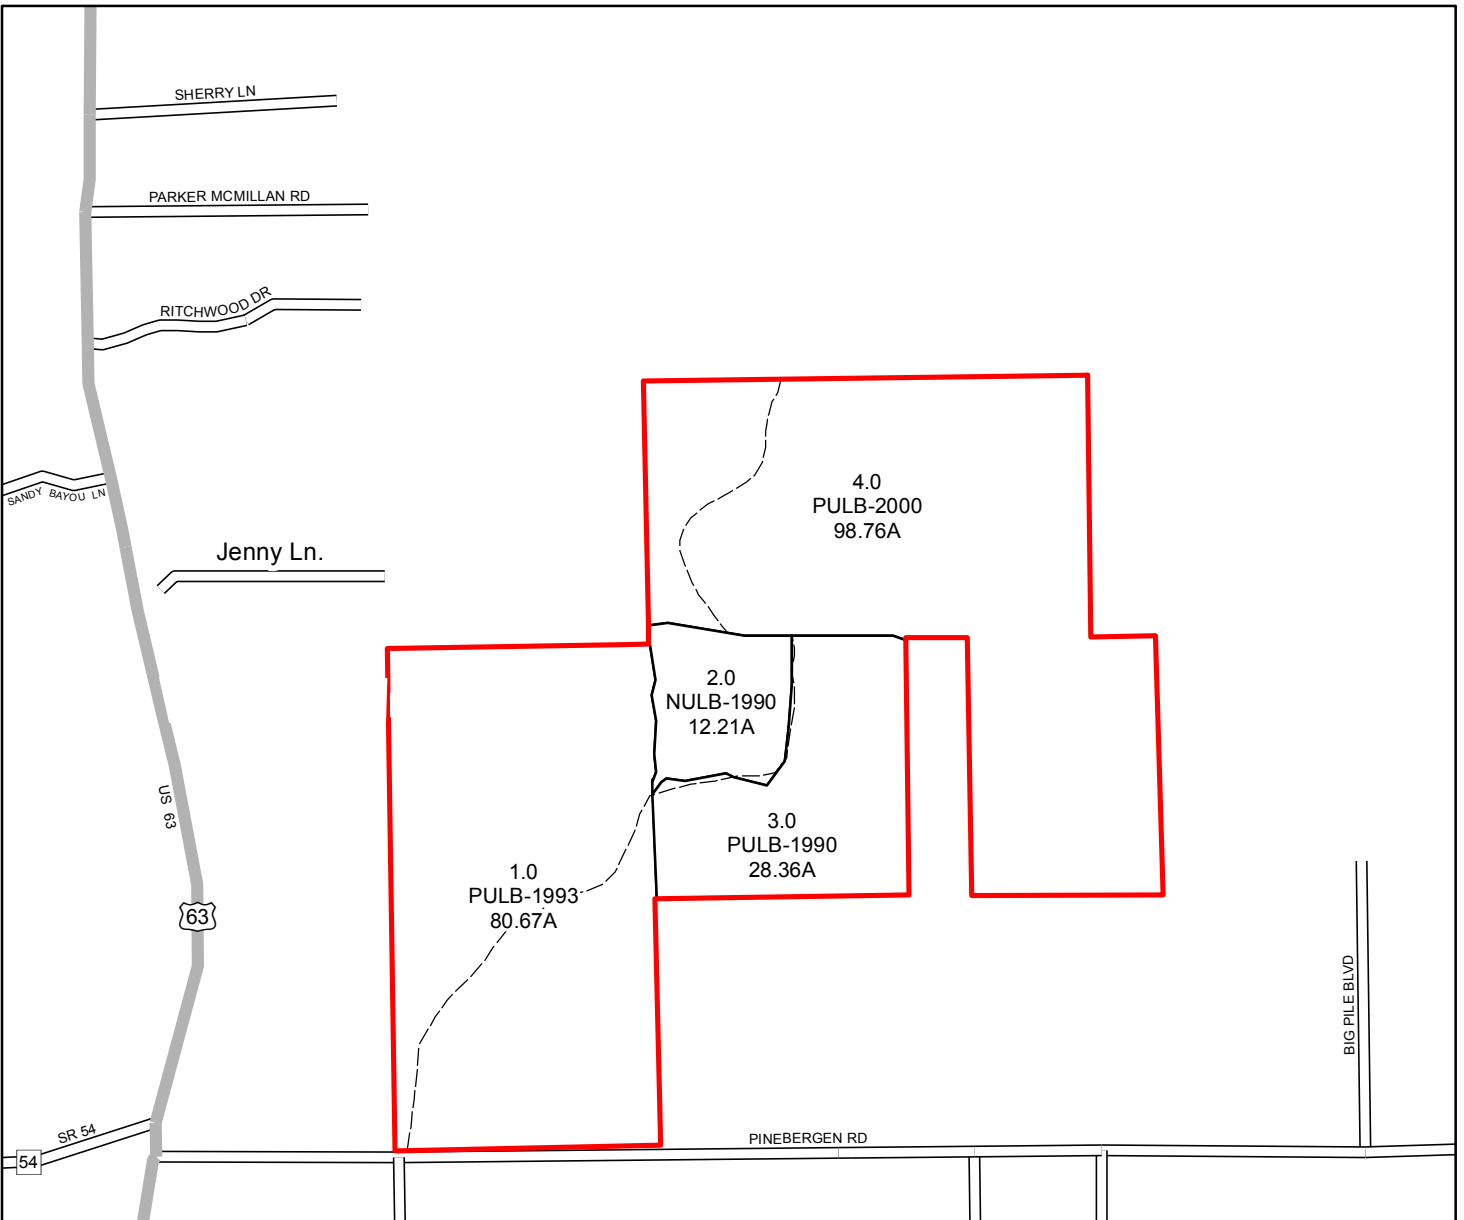 SHERRY LN
PARKER MCMILLAN RD
RITCHWOOD DR
SANDY BAYOU LN
4.0
PULB-2000
98.76A
Jenny Ln.
2.0
NULB-1990
12.21A
US 63
3.0
PULB-1990
28.36A
1.0
PULB-1993
80.67A
63
BIG PILE BLVD
SR 54
54
PINEBERGEN RD